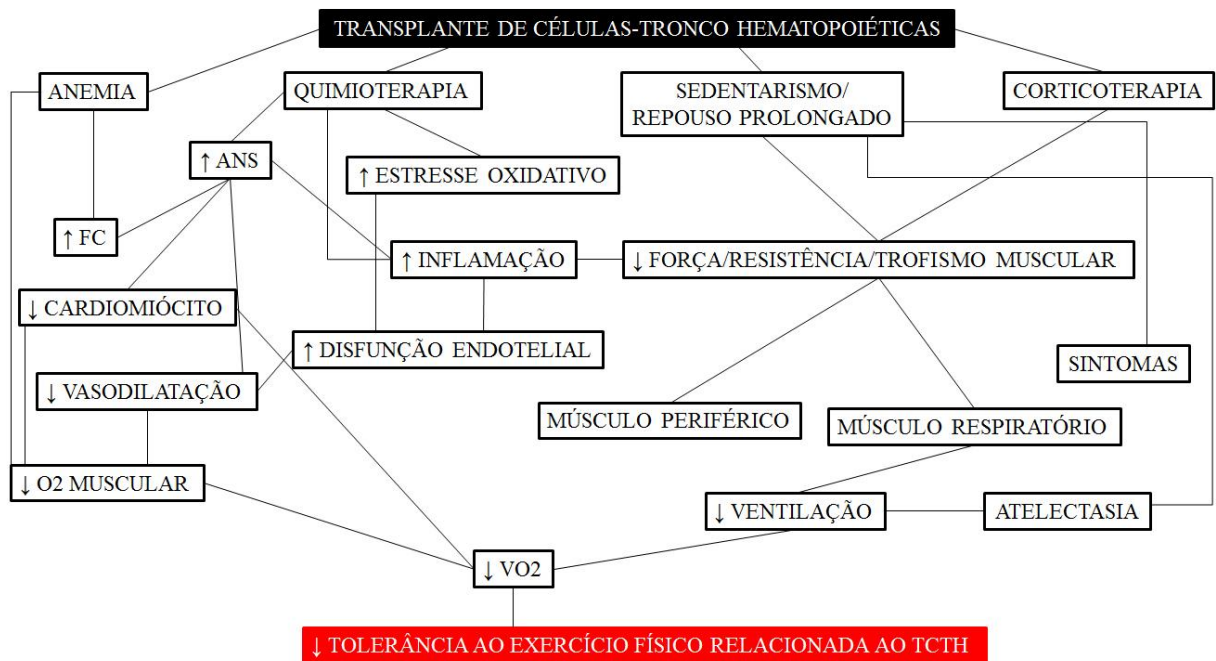 TRANSPLANTE DE CÉLULAS-TRONCO HEMATOPOIÉTICAS
ANEMIA
QUIMIOTERAPIA
SEDENTARISMO/
REPOUSO PROLONGADO
CORTICOTERAPIA
↑ ANS
↑ ESTRESSE OXIDATIVO
↑ FC
↑ INFLAMAÇÃO
↓ FORÇA/RESISTÊNCIA/TROFISMO MUSCULAR
↓ CARDIOMIÓCITO
↑ DISFUNÇÃO ENDOTELIAL
SINTOMAS
↓ VASODILATAÇÃO
MÚSCULO PERIFÉRICO
MÚSCULO RESPIRATÓRIO
↓ O2 MUSCULAR
↓ VENTILAÇÃO
ATELECTASIA
↓ VO2
↓ TOLERÂNCIA AO EXERCÍCIO FÍSICO RELACIONADA AO TCTH